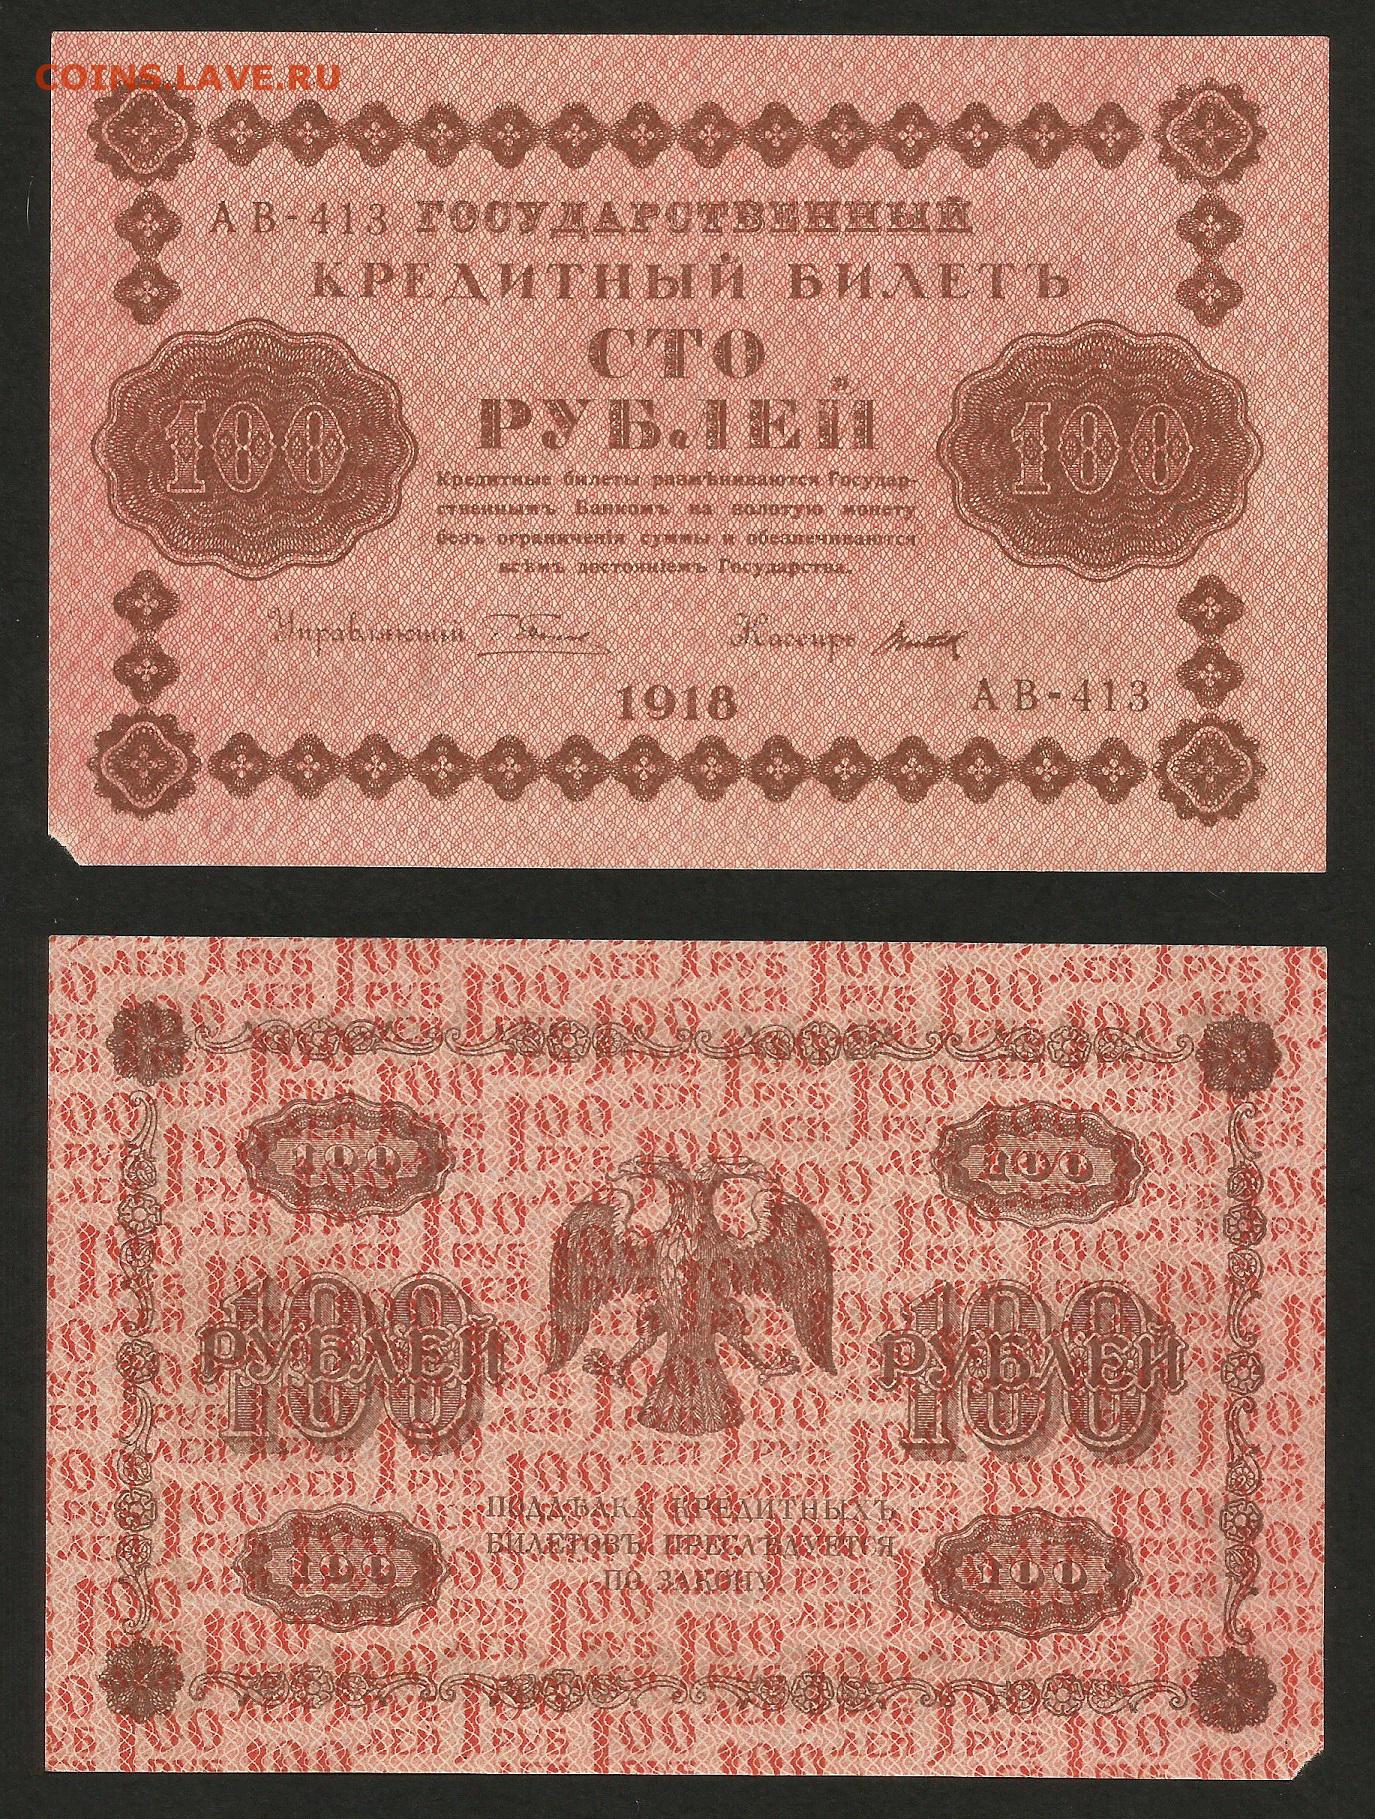 COINS.LAVE.RU
АВ-413 ГОСУДАРСТВЕННЫЙ
КРЕДИТНЫЙ БИЛЕТЪ
СТО
РУБЛЕЙ
100 100
Кредитные билеты размѣниваются Государ-
ственнымъ Банкомъ на золотую монету
безъ ограниченія суммы и обезпечиваются
всѣмъ достояніемъ Государства.
Управляющій Кассиръ
1918 АВ-413
100 100
100 100
РУБЛЕЙ РУБЛЕЙ
100 100
ПОДДѢЛКА КРЕДИТНЫХЪ
БИЛЕТОВЪ ПРЕСЛѢДУЕТСЯ
ПО ЗАКОНУ
100 100